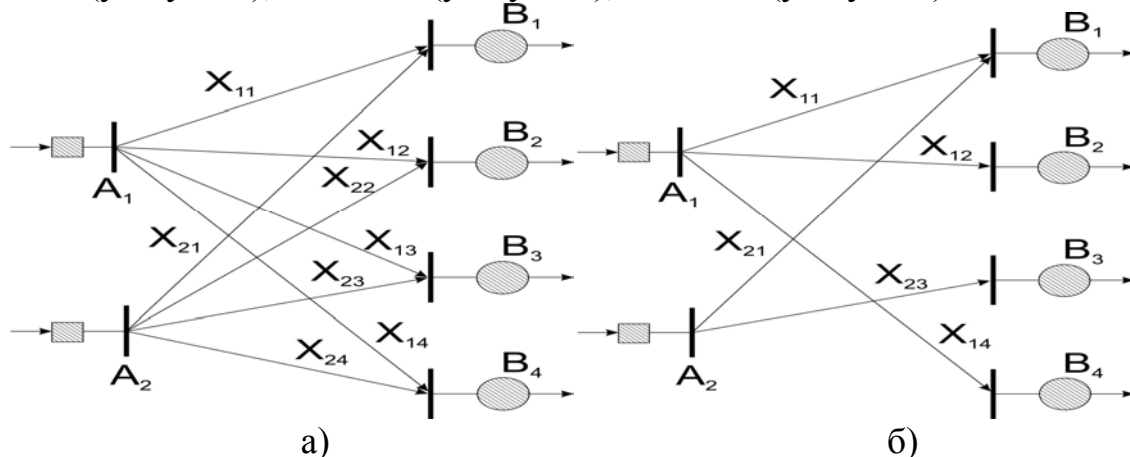 B₁
X₁₁
X₁₂
B₂
A₁
X₂₂
X₂₁
X₁₃
B₃
X₂₃
X₁₄
A₂
X₂₄
B₄
а)
B₁
X₁₁
X₁₂
B₂
A₁
X₂₁
B₃
X₂₃
X₁₄
A₂
B₄
б)